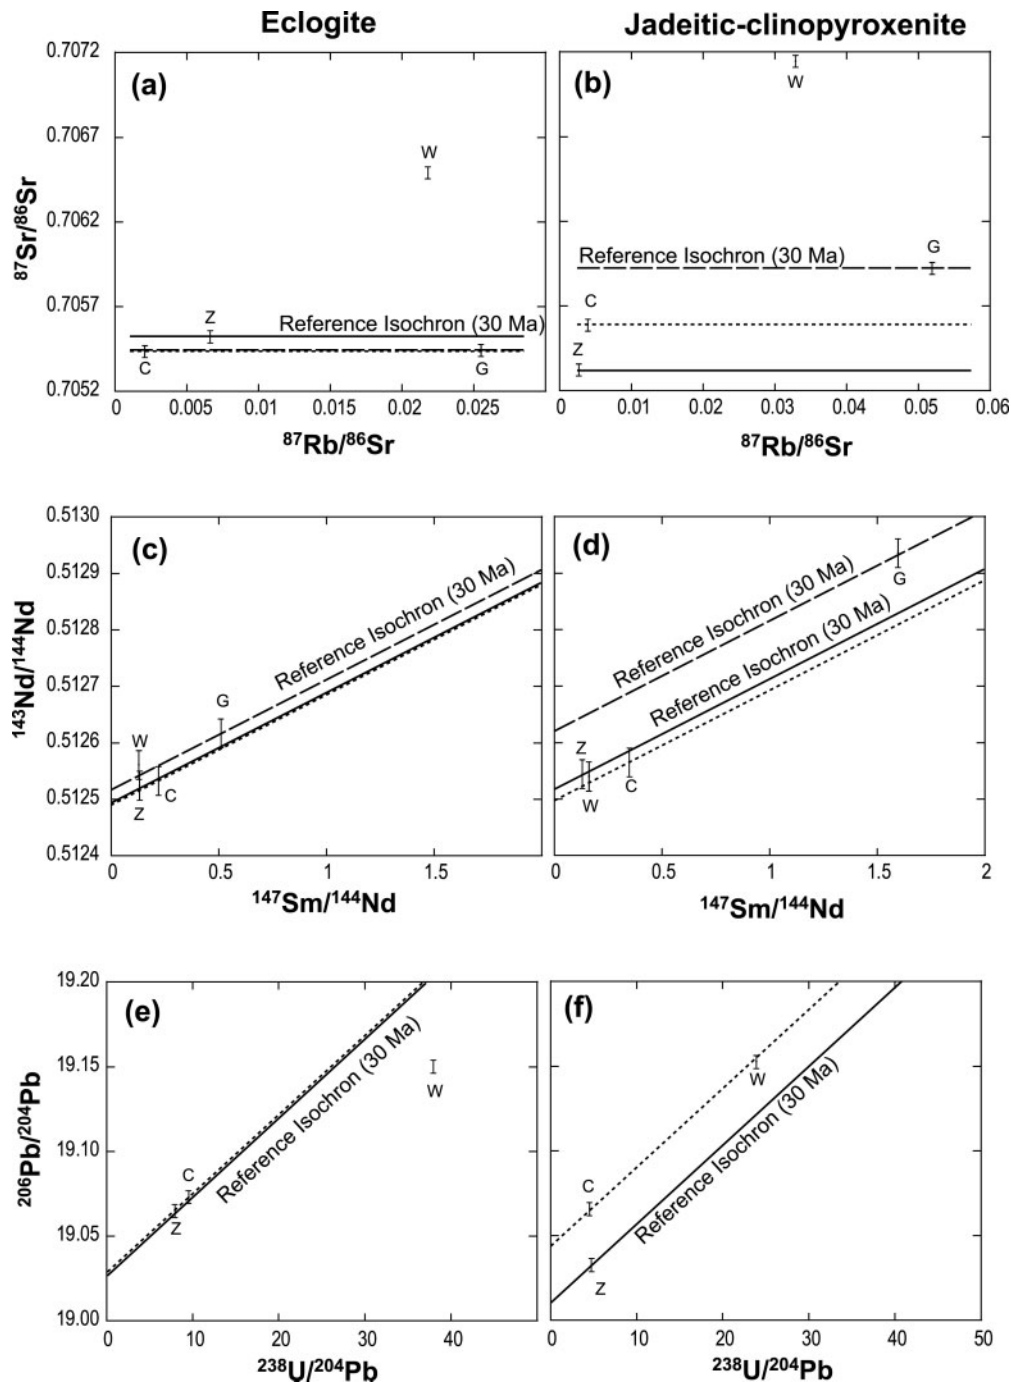 Eclogite
Jadeitic-clinopyroxenite
0.7072
0.7067
0.7062
0.7057
0.7052
⁸⁷Sr/⁸⁶Sr
(a)
W
Z
Reference Isochron (30 Ma)
C
G
0
0.005
0.01
0.015
0.02
0.025
⁸⁷Rb/⁸⁶Sr
(b)
W
Reference Isochron (30 Ma)
G
C
Z
0
0.01
0.02
0.03
0.04
0.05
0.06
⁸⁷Rb/⁸⁶Sr
0.5130
0.5129
0.5128
0.5127
0.5126
0.5125
0.5124
¹⁴³Nd/¹⁴⁴Nd
(c)
Reference Isochron (30 Ma)
G
W
Z
C
0
0.5
1
1.5
¹⁴⁷Sm/¹⁴⁴Nd
(d)
G
Reference Isochron (30 Ma)
Reference Isochron (30 Ma)
Z
W
C
0
0.5
1
1.5
2
¹⁴⁷Sm/¹⁴⁴Nd
19.20
19.15
19.10
19.05
19.00
²⁰⁶Pb/²⁰⁴Pb
(e)
Reference Isochron (30 Ma)
W
C
Z
0
10
20
30
40
²³⁸U/²⁰⁴Pb
(f)
W
Reference Isochron (30 Ma)
C
Z
0
10
20
30
40
50
²³⁸U/²⁰⁴Pb